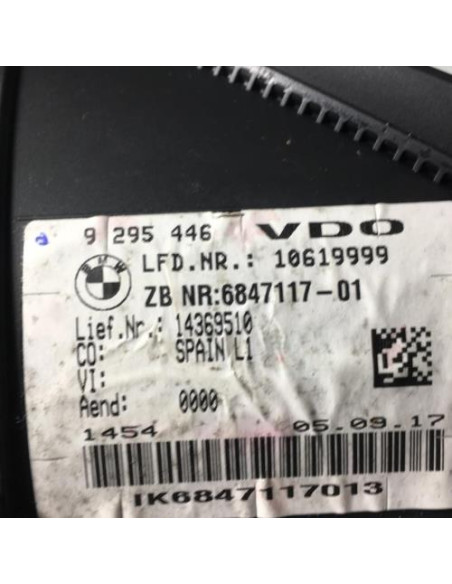 9 295 446 VDO
BMW
LFD.NR.: 10619999
ZB NR:6847117-01
Lief.Nr.: 14369510
CO: SPAIN L1
VI:
Aend: 0000
1454 05.09.17
IK6847117013